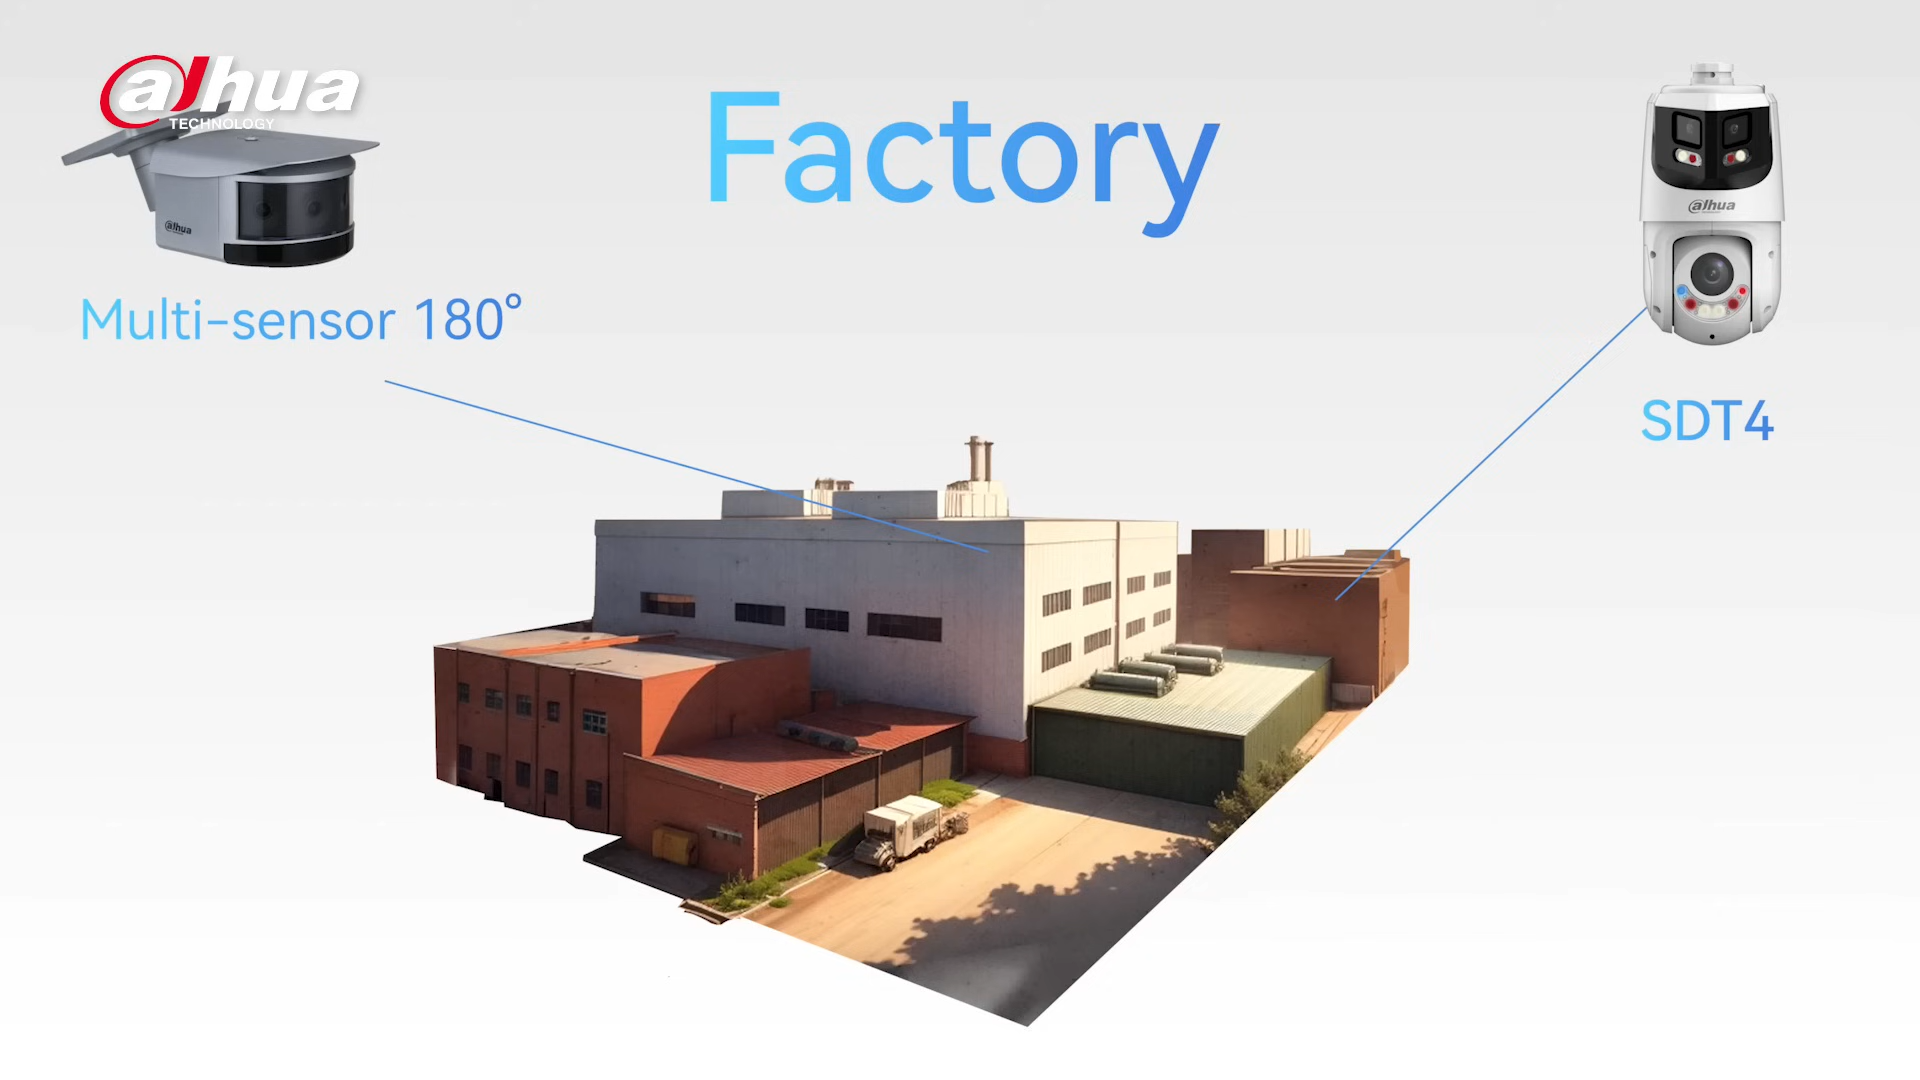 alhua
TECHNOLOGY
Factory
alhua
Multi-sensor 180°
alhua
SDT4